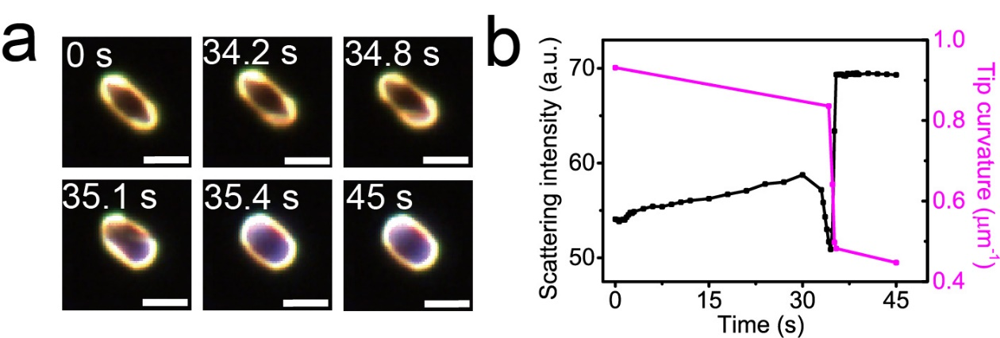 a
0 s
34.2 s
34.8 s
35.1 s
35.4 s
45 s
b
Scattering intensity (a.u.)
70
60
50
0
15
30
45
Time (s)
1.0
0.8
0.6
0.4
Tip curvature (μm⁻¹)